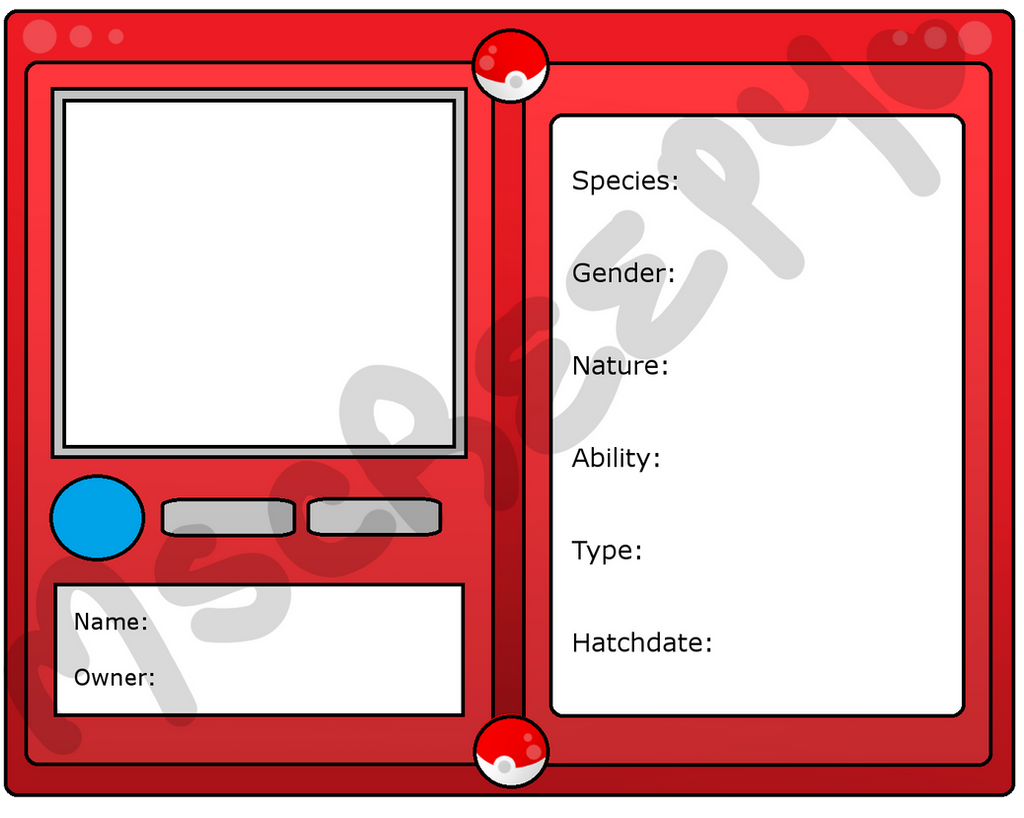 Name:
Owner:
Species:
Gender:
Nature:
Ability:
Type:
Hatchdate: